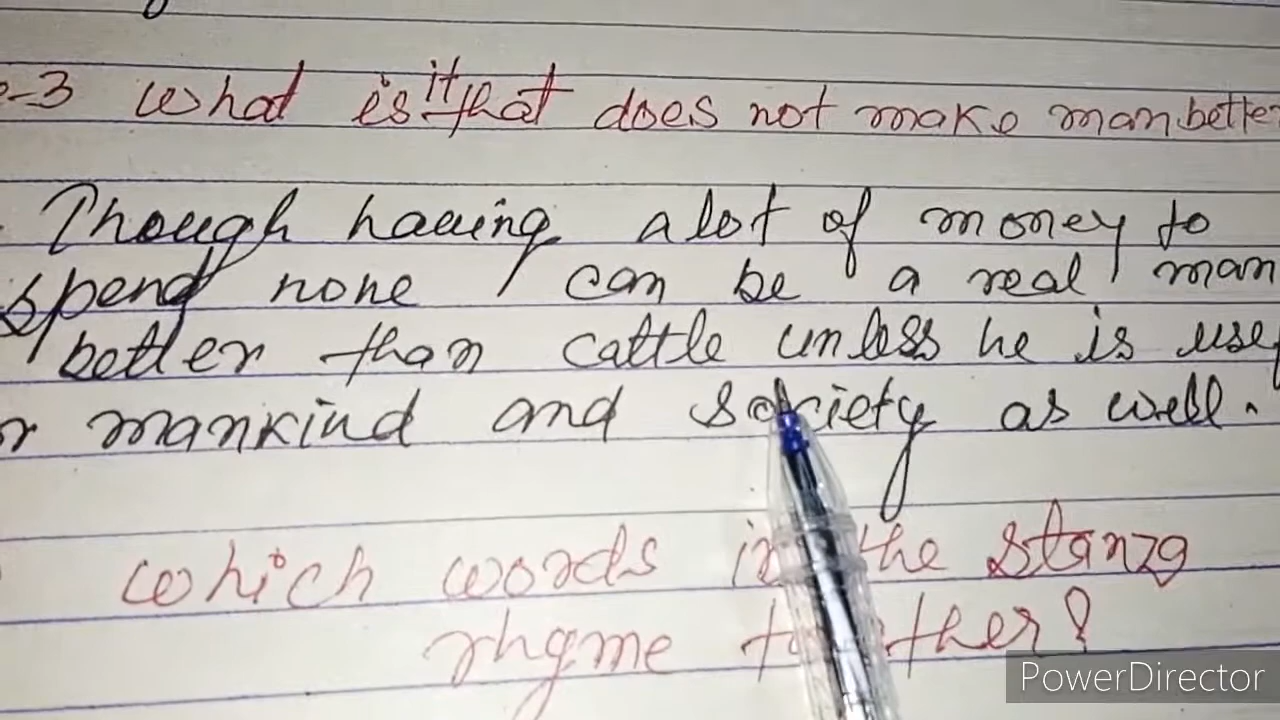 -3 What is it that does not make man better
Though having a lot of money to
spend none can be a real man
better than cattle unless he is
mankind and society as well.
which words in the stanza
rhyme together?
PowerDirector